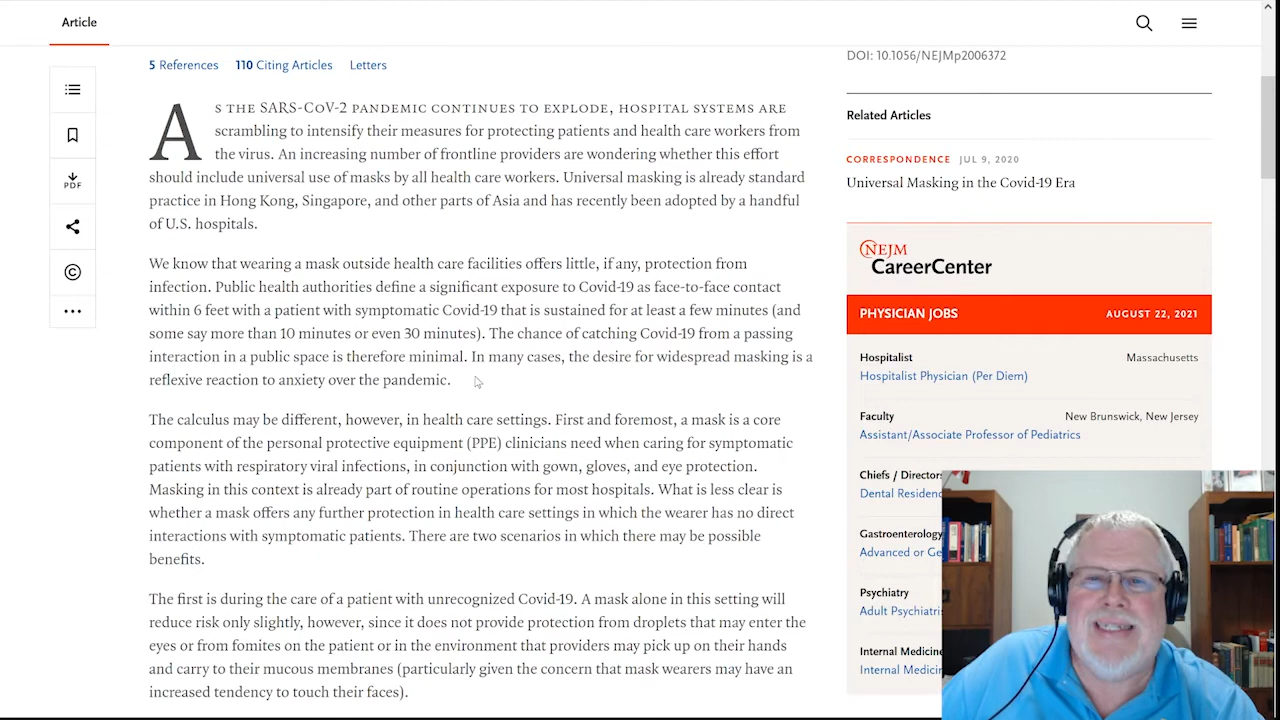 Article
5 References 110 Citing Articles Letters
AS THE SARS-CoV-2 PANDEMIC CONTINUES TO EXPLODE, HOSPITAL SYSTEMS ARE
scrambling to intensify their measures for protecting patients and health care workers from
the virus. An increasing number of frontline providers are wondering whether this effort
should include universal use of masks by all health care workers. Universal masking is already standard
practice in Hong Kong, Singapore, and other parts of Asia and has recently been adopted by a handful
of U.S. hospitals.
We know that wearing a mask outside health care facilities offers little, if any, protection from
infection. Public health authorities define a significant exposure to Covid-19 as face-to-face contact
within 6 feet with a patient with symptomatic Covid-19 that is sustained for at least a few minutes (and
some say more than 10 minutes or even 30 minutes). The chance of catching Covid-19 from a passing
interaction in a public space is therefore minimal. In many cases, the desire for widespread masking is a
reflexive reaction to anxiety over the pandemic.
The calculus may be different, however, in health care settings. First and foremost, a mask is a core
component of the personal protective equipment (PPE) clinicians need when caring for symptomatic
patients with respiratory viral infections, in conjunction with gown, gloves, and eye protection.
Masking in this context is already part of routine operations for most hospitals. What is less clear is
whether a mask offers any further protection in health care settings in which the wearer has no direct
interactions with symptomatic patients. There are two scenarios in which there may be possible
benefits.
The first is during the care of a patient with unrecognized Covid-19. A mask alone in this setting will
reduce risk only slightly, however, since it does not provide protection from droplets that may enter the
eyes or from fomites on the patient or in the environment that providers may pick up on their hands
and carry to their mucous membranes (particularly given the concern that mask wearers may have an
increased tendency to touch their faces).
PDF
DOI: 10.1056/NEJMp2006372
Related Articles
CORRESPONDENCE JUL 9, 2020
Universal Masking in the Covid-19 Era
NEJM
CareerCenter
PHYSICIAN JOBS AUGUST 22, 2021
Hospitalist Massachusetts
Hospitalist Physician (Per Diem)
Faculty New Brunswick, New Jersey
Assistant/Associate Professor of Pediatrics
Chiefs / Directors
Dental Residen
Gastroenterology
Advanced or Ge
Psychiatry
Adult Psychiatri
Internal Medicine
Internal Medicin